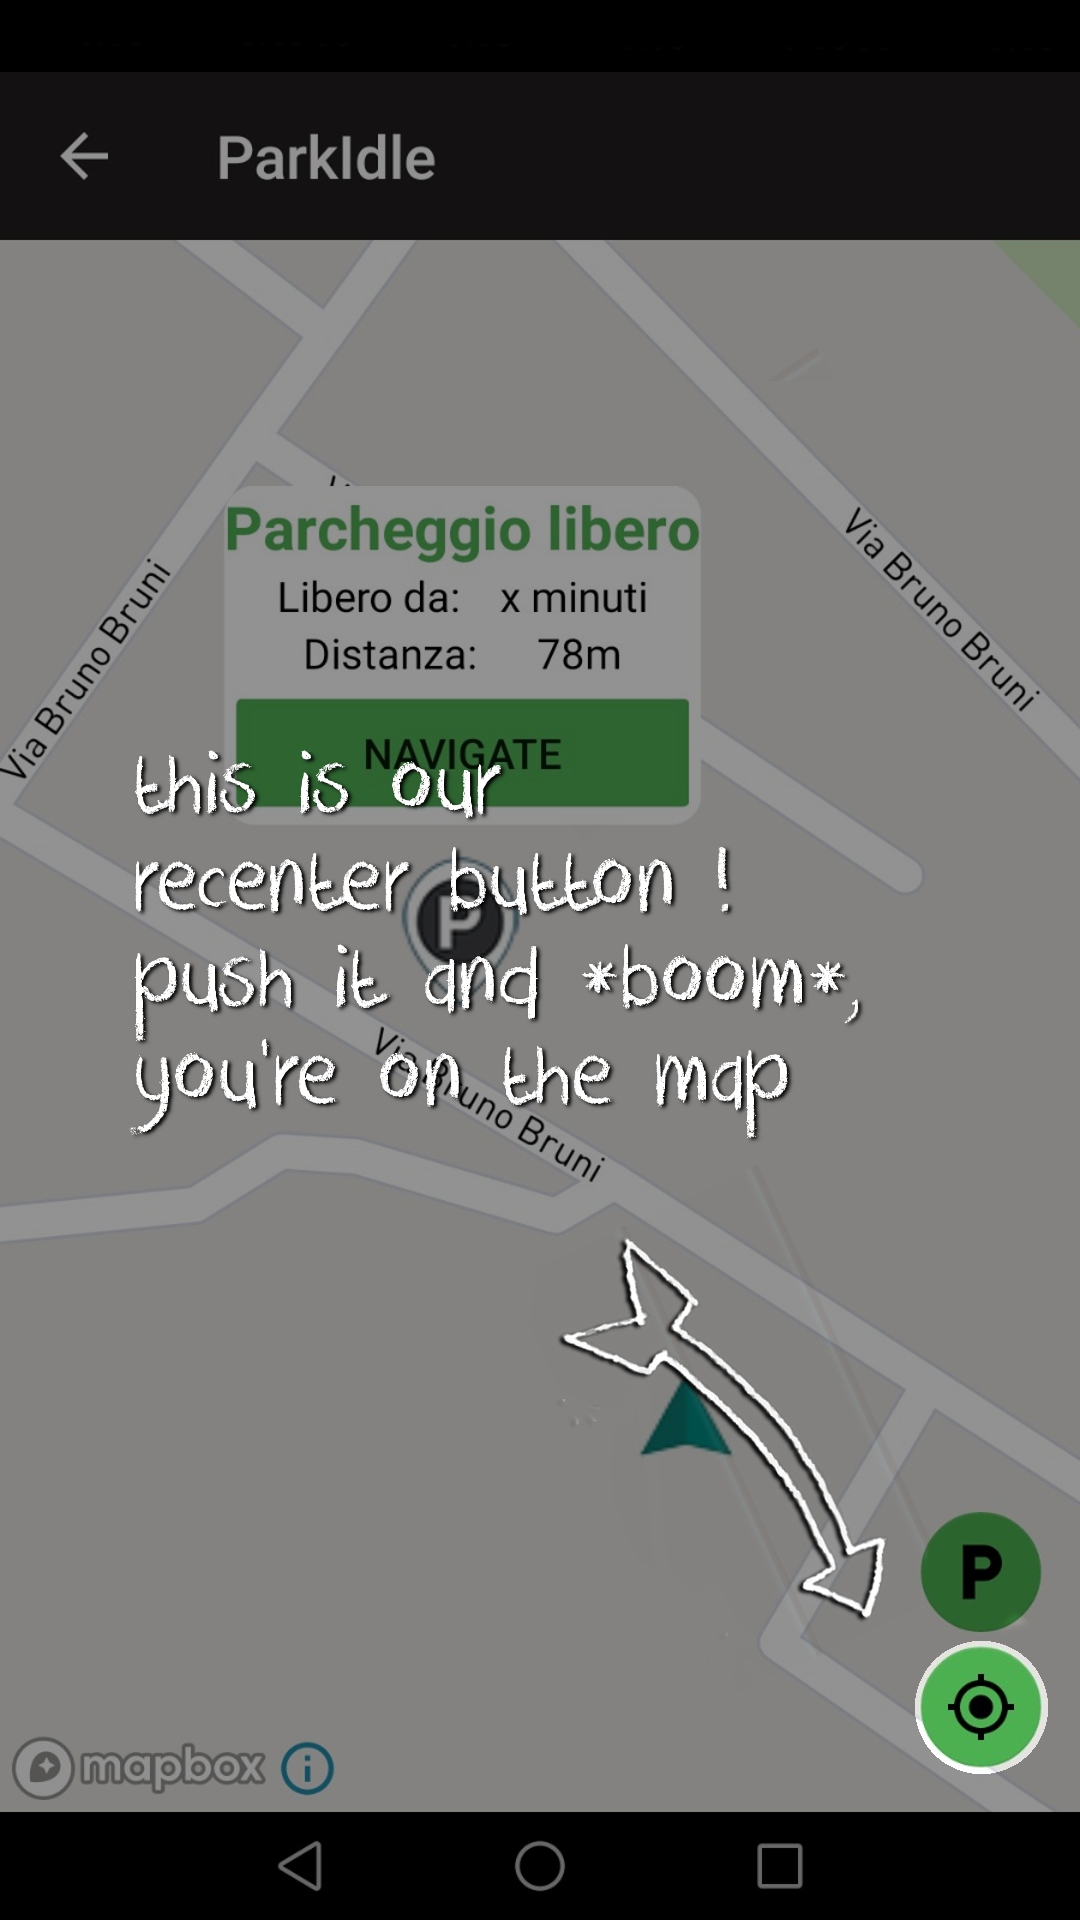 ParkIdle
Via Bruno Bruni
Parcheggio libero
Libero da: x minuti
Distanza: 78m
NAVIGATE
Via Bruno Bruni
this is our
recenter button !
push it and *boom*,
you're on the map
Via Bruno Bruni
P
P
mapbox
i